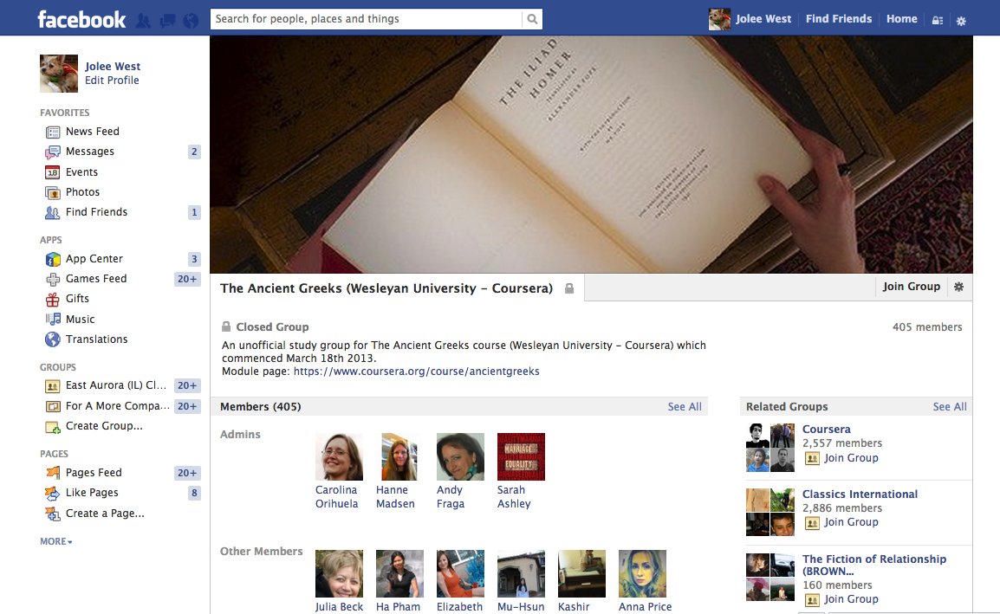 facebook
Search for people, places and things
Jolee West
Find Friends
Home
Jolee West
Edit Profile
FAVORITES
News Feed
Messages
2
18
Events
Photos
Find Friends
1
APPS
App Center
3
Games Feed
20+
Gifts
Music
Translations
GROUPS
East Aurora (IL) Cl...
20+
For A More Compa...
20+
Create Group...
PAGES
Pages Feed
20+
Like Pages
8
Create a Page...
MORE
THE ILIAD
HOMER
TRANSLATED BY
ALEXANDER POPE
WITH THE INTRODUCTION
BY
MR. POPE
The Ancient Greeks (Wesleyan University – Coursera)
Join Group
Closed Group
405 members
An unofficial study group for The Ancient Greeks course (Wesleyan University – Coursera) which
commenced March 18th 2013.
Module page: https://www.coursera.org/course/ancientgreeks
Members (405)
See All
Admins
MARRIAGE
EQUALITY
Carolina
Orihuela
Hanne
Madsen
Andy
Fraga
Sarah
Ashley
Other Members
Julia Beck
Ha Pham
Elizabeth
Mu-Hsun
Kashir
Anna Price
Related Groups
See All
Coursera
2,557 members
Join Group
Classics International
2,886 members
Join Group
The Fiction of Relationship
(BROWN...
160 members
Join Group